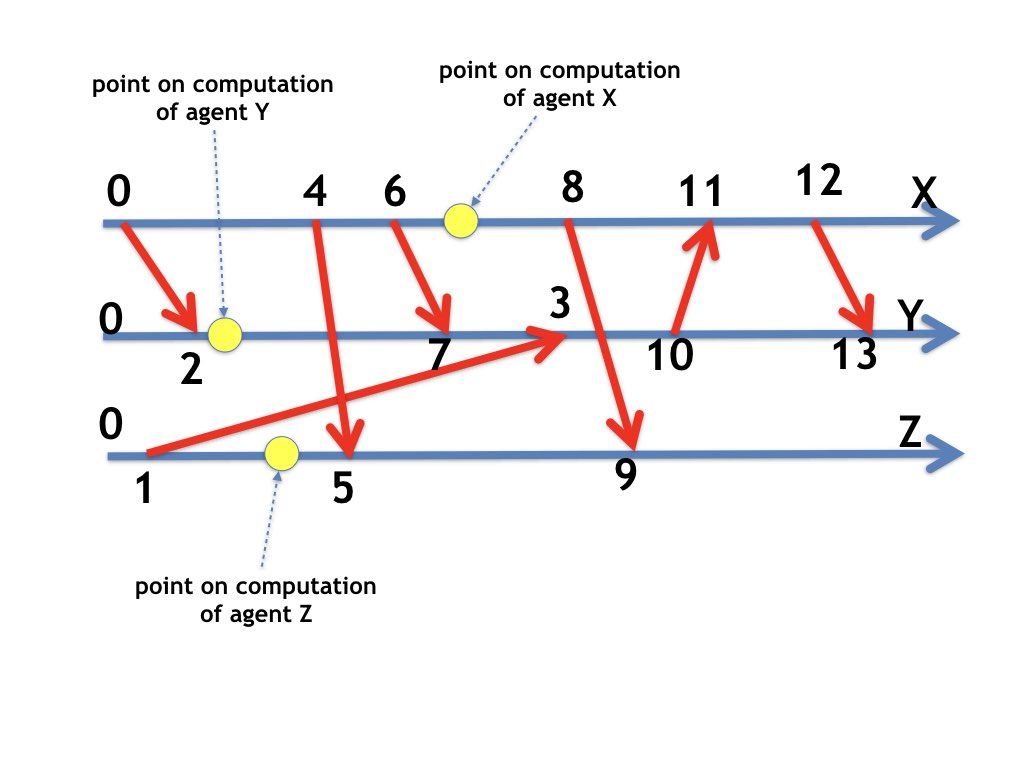 point on computation
of agent Y
point on computation
of agent X
0 4 6 8 11 12 X
0 3 Y
2 7 10 13
0 Z
1 5 9
point on computation
of agent Z